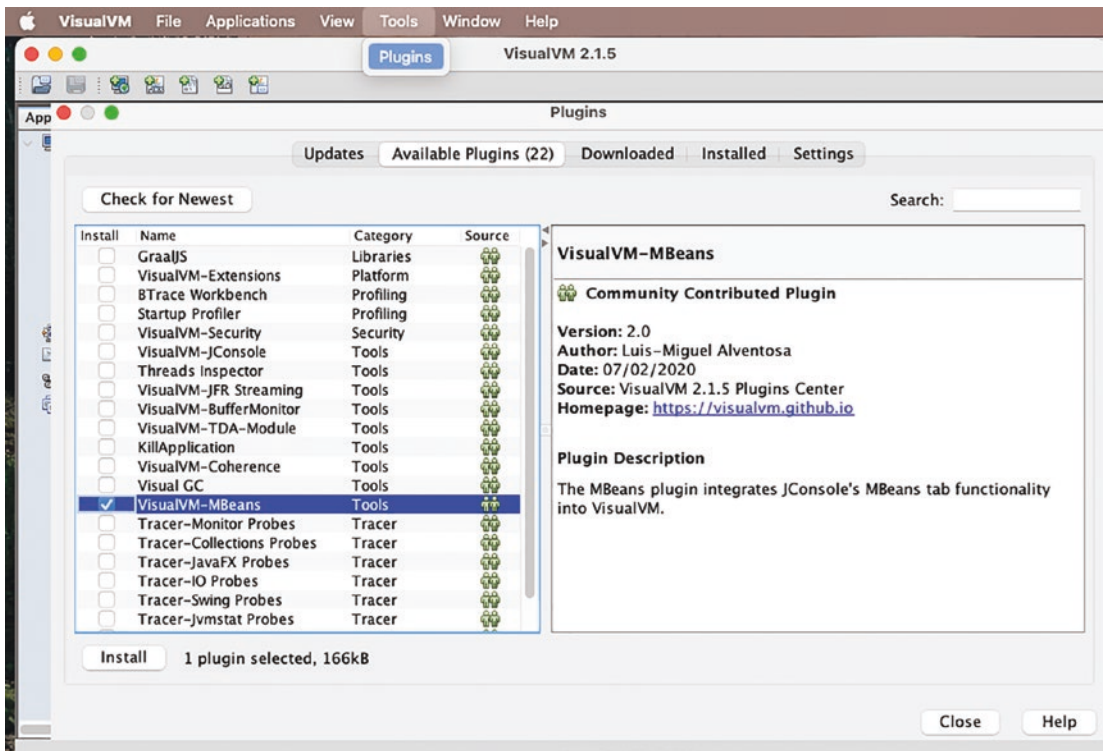 VisualVM File Applications View Tools Window Help
Plugins
VisualVM 2.1.5
App
Plugins
Updates Available Plugins (22) Downloaded Installed Settings
Check for Newest
Search:
Install Name Category Source
GraalJS Libraries
VisualVM-Extensions Platform
BTrace Workbench Profiling
Startup Profiler Profiling
VisualVM-Security Security
VisualVM-JConsole Tools
Threads Inspector Tools
VisualVM-JFR Streaming Tools
VisualVM-BufferMonitor Tools
VisualVM-TDA-Module Tools
KillApplication Tools
VisualVM-Coherence Tools
Visual GC Tools
VisualVM-MBeans Tools
Tracer-Monitor Probes Tracer
Tracer-Collections Probes Tracer
Tracer-JavaFX Probes Tracer
Tracer-IO Probes Tracer
Tracer-Swing Probes Tracer
Tracer-Jvmstat Probes Tracer
VisualVM-MBeans
Community Contributed Plugin
Version: 2.0
Author: Luis-Miguel Alventosa
Date: 07/02/2020
Source: VisualVM 2.1.5 Plugins Center
Homepage: https://visualvm.github.io
Plugin Description
The MBeans plugin integrates JConsole's MBeans tab functionality
into VisualVM.
Install 1 plugin selected, 166kB
Close Help